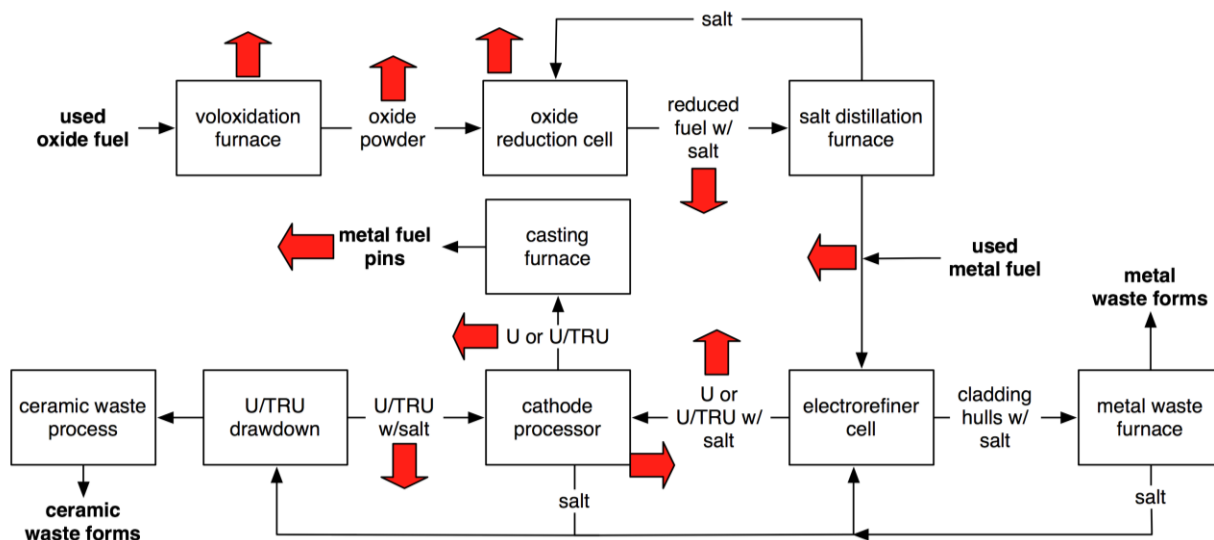 salt
used
oxide fuel
voloxidation
furnace
oxide
powder
oxide
reduction cell
reduced
fuel w/
salt
salt distillation
furnace
metal fuel
pins
casting
furnace
used
metal fuel
metal
waste forms
U or U/TRU
ceramic waste
process
U/TRU
drawdown
U/TRU
w/salt
cathode
processor
U or
U/TRU w/
salt
electrorefiner
cell
cladding
hulls w/
salt
metal waste
furnace
salt
salt
ceramic
waste forms